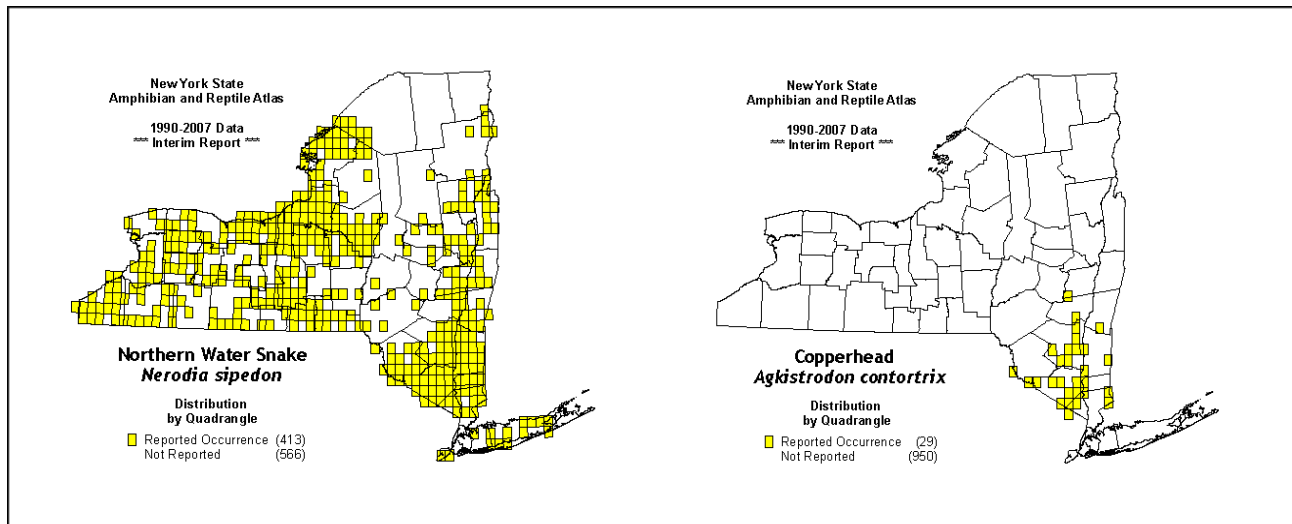 New York State
Amphibian and Reptile Atlas
1990-2007 Data
*** Interim Report ***
Northern Water Snake
Nerodia sipedon
Distribution
by Quadrangle
Reported Occurrence (413)
Not Reported (566)
New York State
Amphibian and Reptile Atlas
1990-2007 Data
*** Interim Report ***
Copperhead
Agkistrodon contortrix
Distribution
by Quadrangle
Reported Occurrence (29)
Not Reported (950)